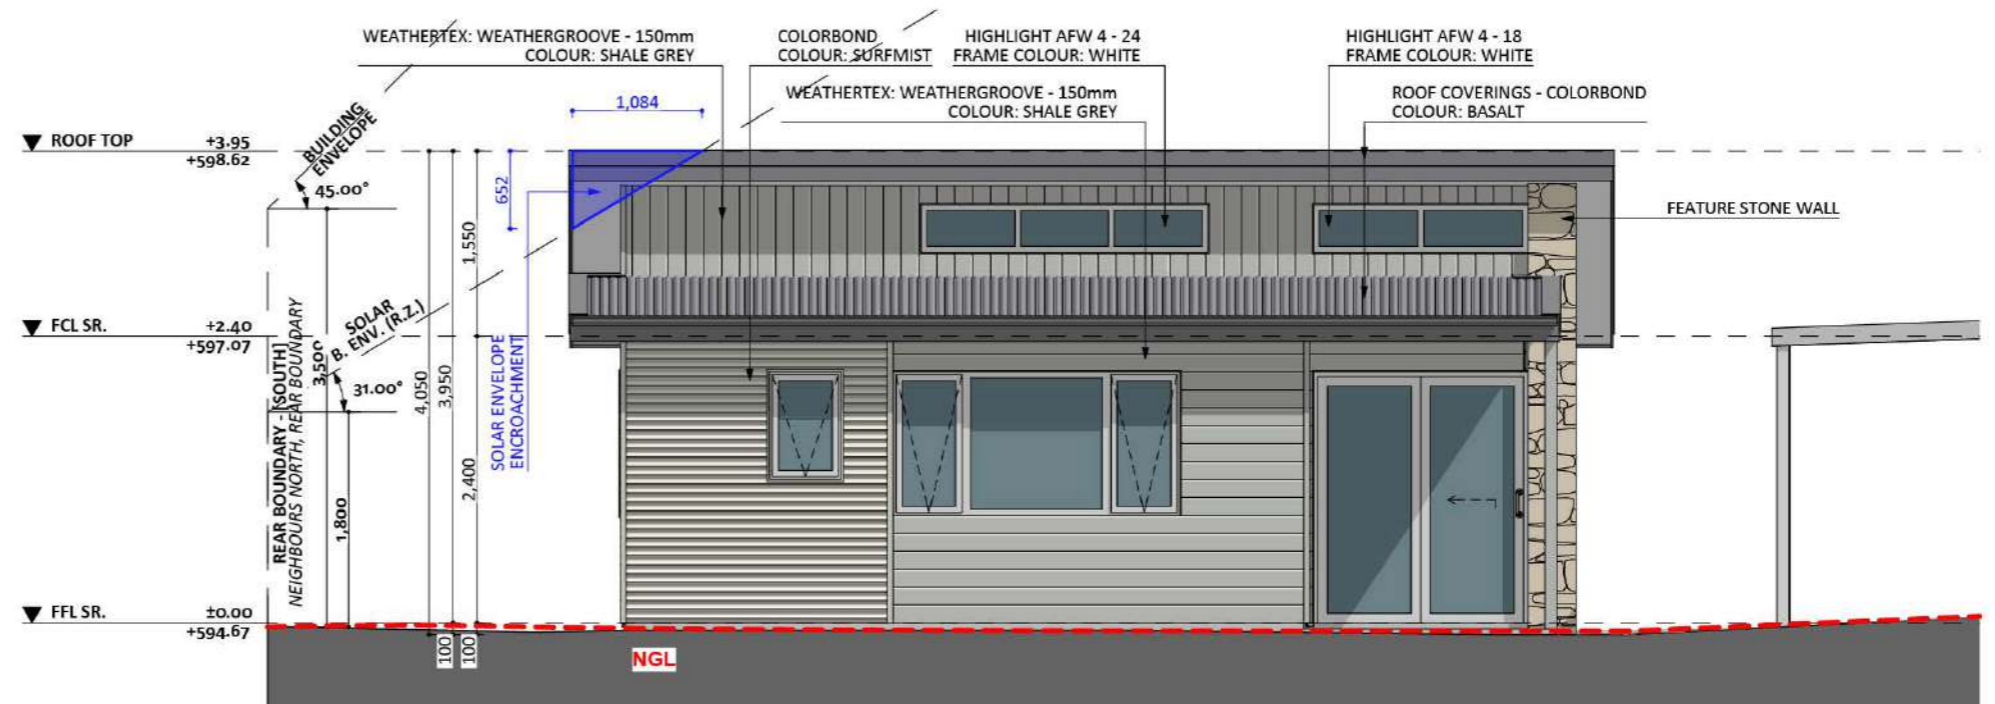 WEATHERTEX: WEATHERGROOVE - 150mm
COLOUR: SHALE GREY
COLORBOND
COLOUR: SURFMIST
HIGHLIGHT AFW 4 - 24
FRAME COLOUR: WHITE
HIGHLIGHT AFW 4 - 18
FRAME COLOUR: WHITE
WEATHERTEX: WEATHERGROOVE - 150mm
COLOUR: SHALE GREY
ROOF COVERINGS - COLORBOND
COLOUR: BASALT
1,084
ROOF TOP
+3.95
+598.62
BUILDING
ENVELOPE
45.00°
652
FEATURE STONE WALL
1,550
FCL SR.
+2.40
+597.07
SOLAR
B. ENV. (R.Z.)
31.00°
REAR BOUNDARY - [SOUTH]
NEIGHBOURS NORTH, REAR BOUNDARY
3,500
1,800
4,050
3,950
2,400
SOLAR ENVELOPE
ENCROACHMENT
FFL SR.
±0.00
+594.67
100
100
NGL